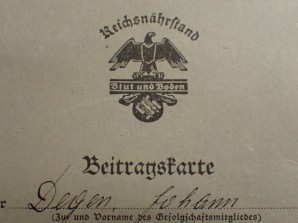 Reichsnährstand
Blut und Boden
Beitragskarte
r Degen, Johann
(Zu- und Vorname des Gefolgschaftsmitgliedes)